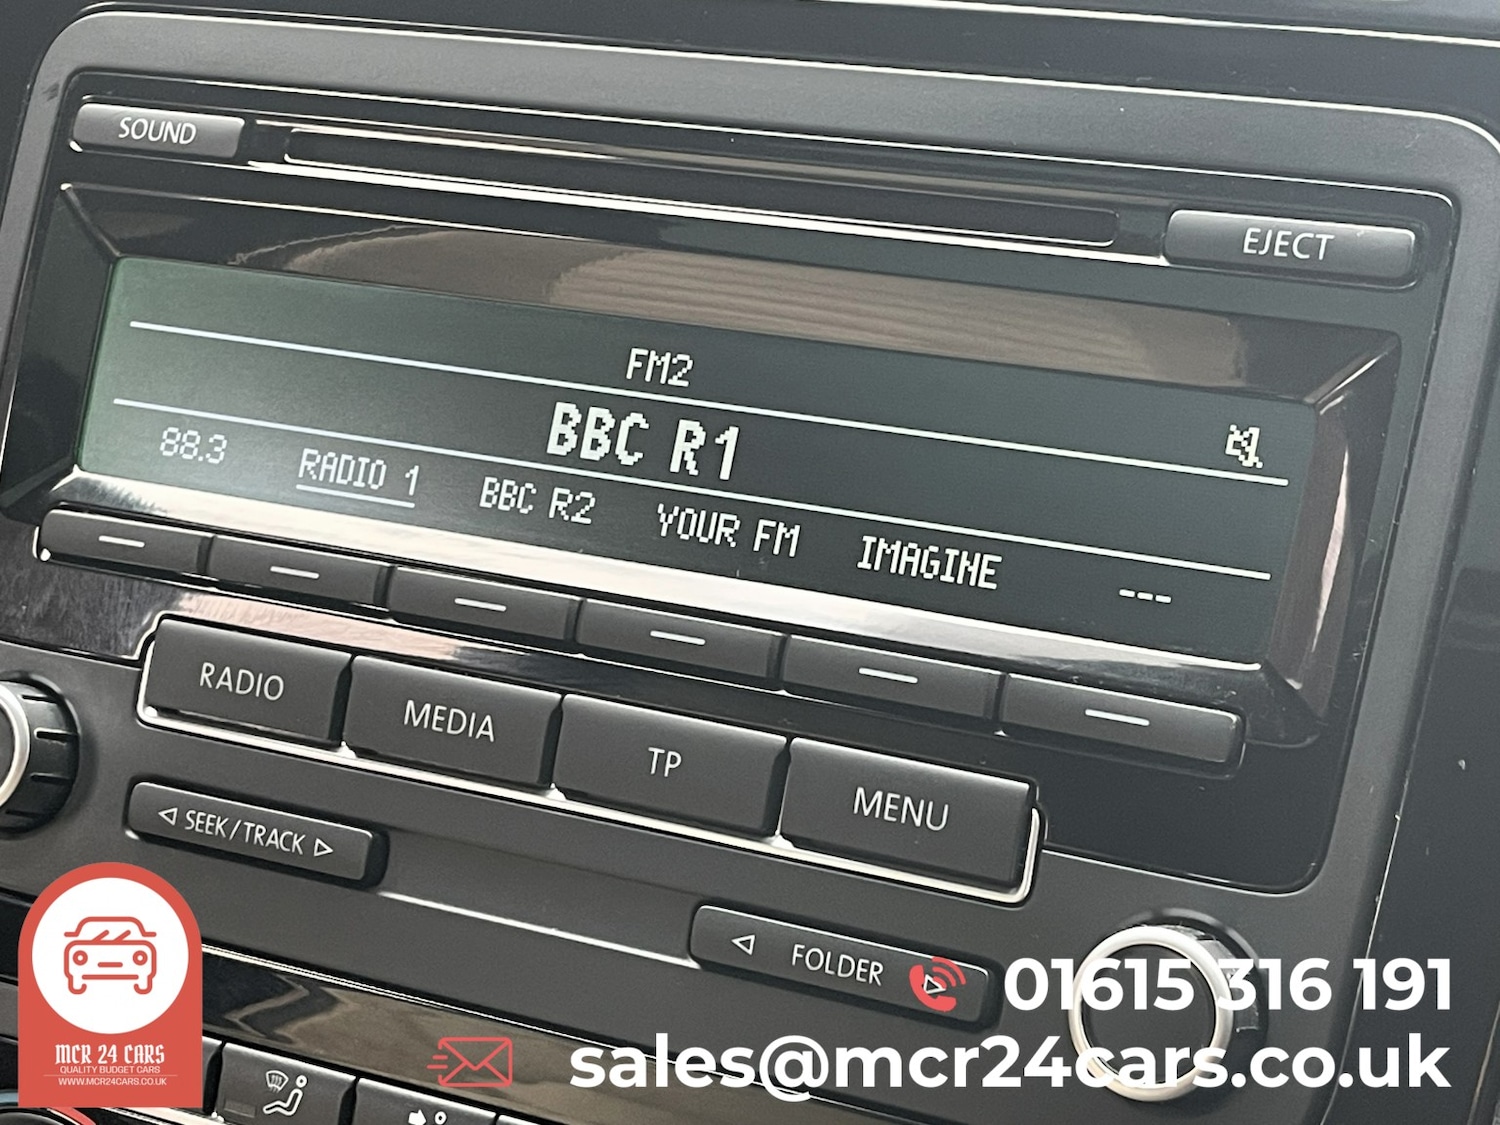 SOUND
EJECT
FM2
BBC R1
88.3 RADIO 1 BBC R2 YOUR FM IMAGINE ---
RADIO MEDIA TP MENU
SEEK/TRACK
FOLDER
01615 316 191
sales@mcr24cars.co.uk
MCR 24 CARS
QUALITY BUDGET CARS
WWW.MCR24CARS.CO.UK